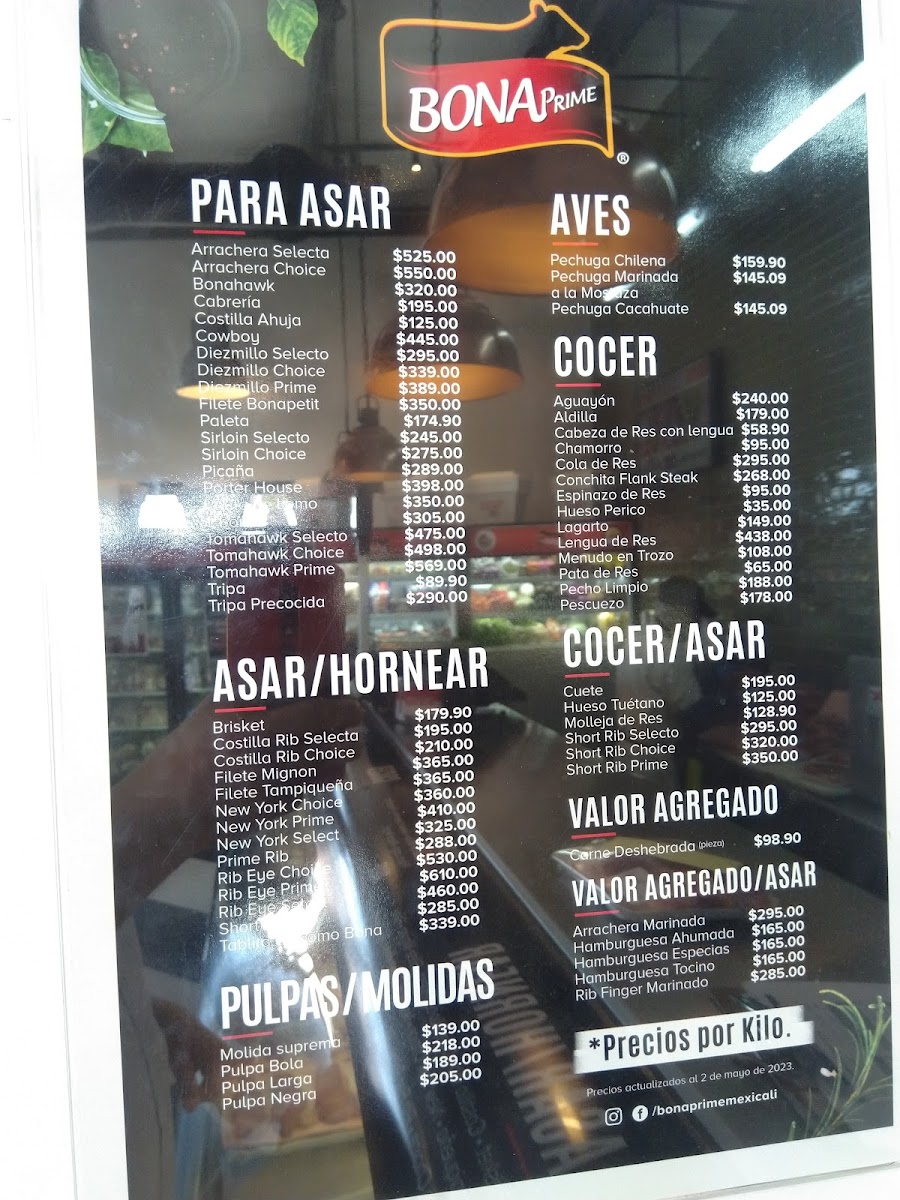 BONAPRIME®
PARA ASAR
Arrachera Selecta $525.00
Arrachera Choice $550.00
Bonahawk $320.00
Cabrería $195.00
Costilla Ahuja $125.00
Cowboy $445.00
Diezmillo Selecto $295.00
Diezmillo Choice $339.00
Diezmillo Prime $389.00
Filete Bonapetit $350.00
Paleta $174.90
Sirloin Selecto $245.00
Sirloin Choice $275.00
Picaña $289.00
Porter House $398.00
$350.00
$305.00
Tomahawk Selecto $475.00
Tomahawk Choice $498.00
Tomahawk Prime $569.00
Tripa $89.90
Tripa Precocida $290.00
ASAR/HORNEAR
Brisket $179.90
Costilla Rib Selecta $195.00
Costilla Rib Choice $210.00
Filete Mignon $365.00
Filete Tampiqueña $365.00
New York Choice $360.00
New York Prime $410.00
New York Select $325.00
Prime Rib $288.00
Rib Eye Choice $530.00
Rib Eye Prime $610.00
Rib Eye $460.00
Short $285.00
Bona $339.00
PULPAS/MOLIDAS
Molida suprema $139.00
Pulpa Bola $218.00
Pulpa Larga $189.00
Pulpa Negra $205.00
AVES
Pechuga Chilena $159.90
Pechuga Marinada $145.09
a la Mostaza
Pechuga Cacahuate $145.09
COCER
Aguayón $240.00
Aldilla $179.00
Cabeza de Res con lengua $58.90
Chamorro $95.00
Cola de Res $295.00
Conchita Flank Steak $268.00
Espinazo de Res $95.00
Hueso Perico $35.00
Lagarto $149.00
Lengua de Res $438.00
Menudo en Trozo $108.00
Pata de Res $65.00
Pecho Limpio $188.00
Pescuezo $178.00
COCER/ASAR
Cuete $195.00
Hueso Tuétano $125.00
Molleja de Res $128.90
Short Rib Selecto $295.00
Short Rib Choice $320.00
Short Rib Prime $350.00
VALOR AGREGADO
Carne Deshebrada (pieza) $98.90
VALOR AGREGADO/ASAR
Arrachera Marinada $295.00
Hamburguesa Ahumada $165.00
Hamburguesa Especias $165.00
Hamburguesa Tocino $165.00
Rib Finger Marinado $285.00
*Precios por Kilo.
Precios actualizados al 2 de mayo de 2023.
/bonaprimemexicali